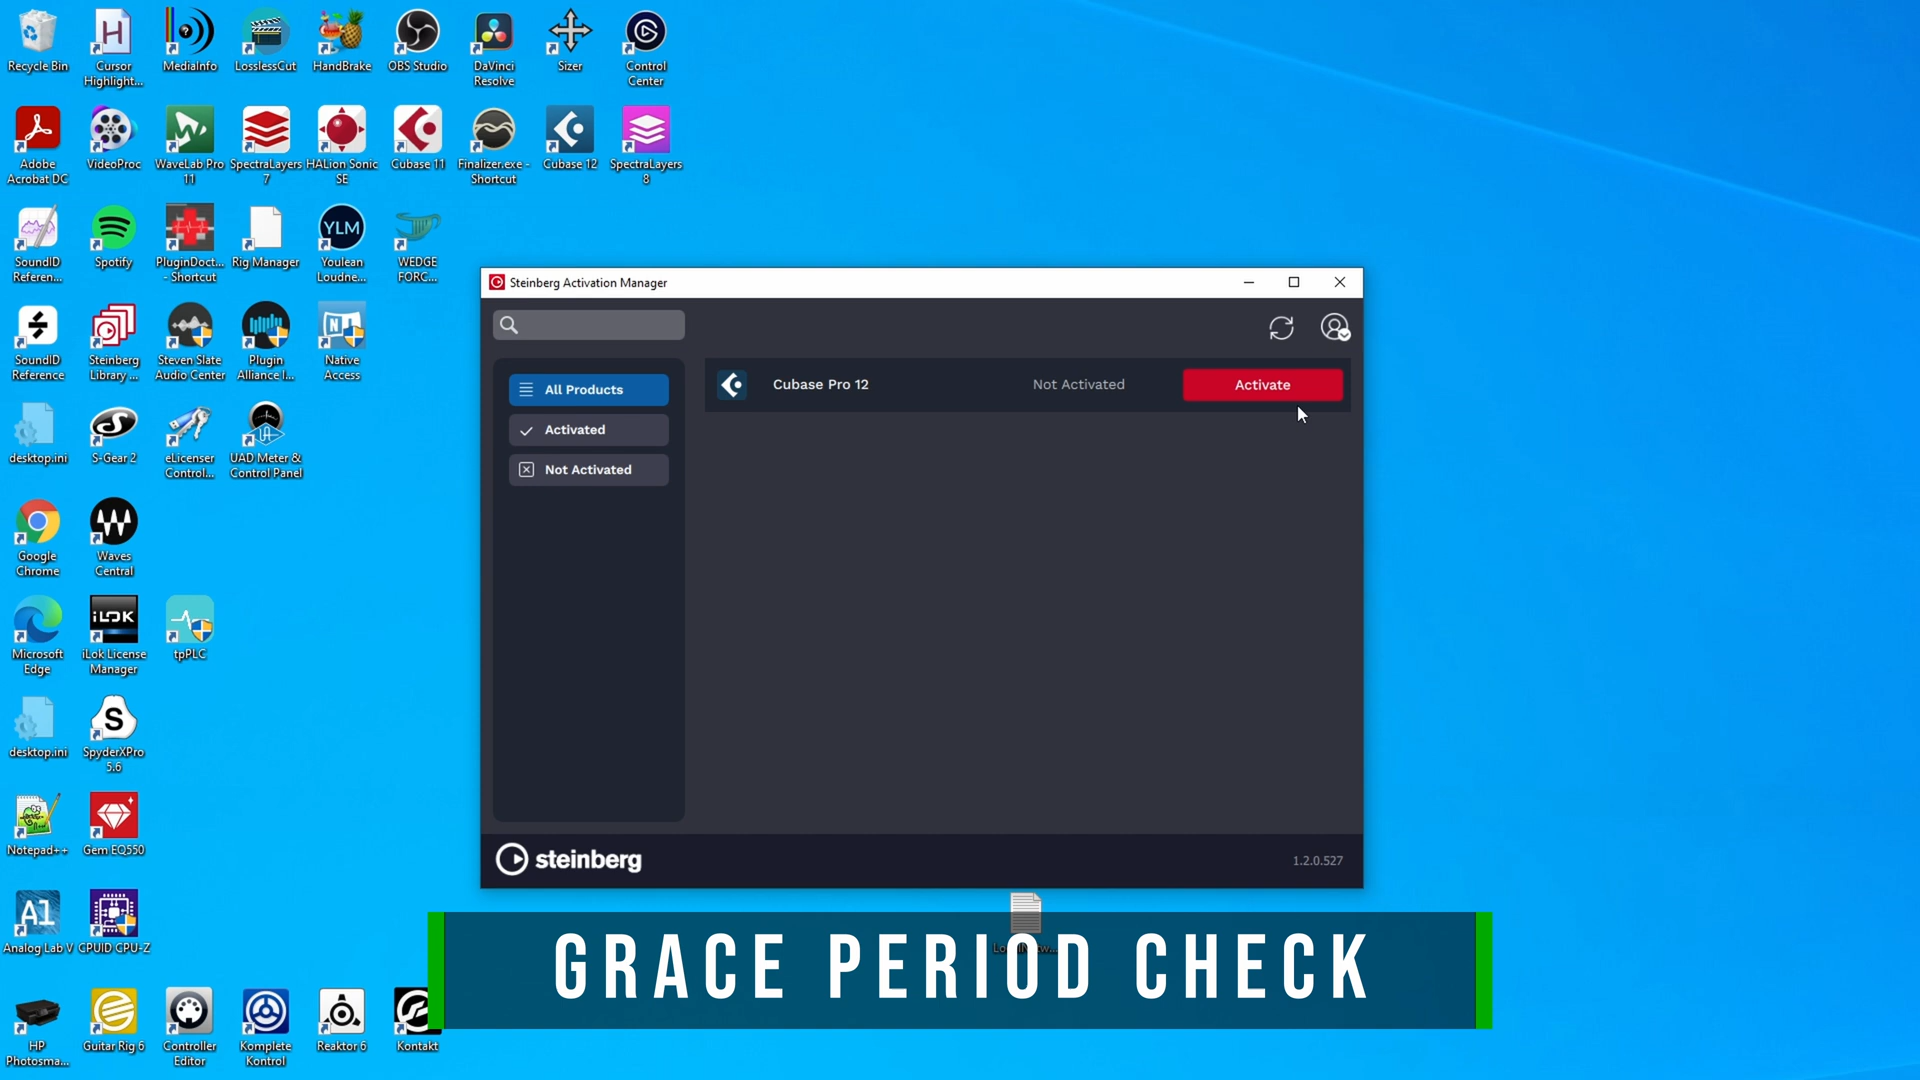 Recycle Bin
Cursor
Highlight...
MediaInfo
LosslessCut
HandBrake
OBS Studio
DaVinci
Resolve
Sizer
Control
Center
Adobe
Acrobat DC
VideoProc
WaveLab Pro
11
SpectraLayers
7
HALion Sonic
SE
Cubase 11
Finalizer.exe -
Shortcut
Cubase 12
SpectraLayers
8
SoundID
Referen...
Spotify
PluginDoct...
- Shortcut
Rig Manager
YLM
Youlean
Loudne...
WEDGE
FORC...
SoundID
Reference
Steinberg
Library ...
Steven Slate
Audio Center
Plugin
Alliance I...
Native
Access
desktop.ini
S-Gear 2
eLicenser
Control...
UAD Meter &
Control Panel
Google
Chrome
Waves
Central
Microsoft
Edge
iLOK
iLok License
Manager
tpPLC
desktop.ini
S
SpyderXPro
5.6
Notepad++
Gem EQ550
A1
Analog Lab V
CPUID CPU-Z
HP
Photosma...
Guitar Rig 6
Controller
Editor
Komplete
Kontrol
Reaktor 6
Kontakt
Steinberg Activation Manager
All Products
Activated
Not Activated
Cubase Pro 12
Not Activated
Activate
steinberg
1.2.0.527
GRACE PERIOD CHECK